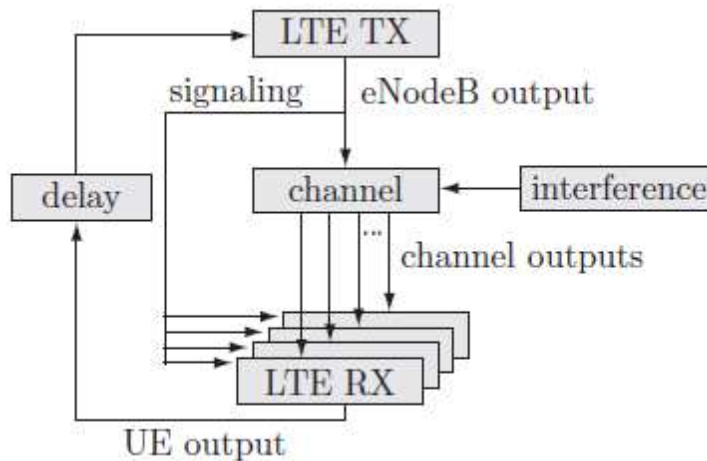 LTE TX
signaling
eNodeB output
delay
channel
interference
...
channel outputs
LTE RX
UE output